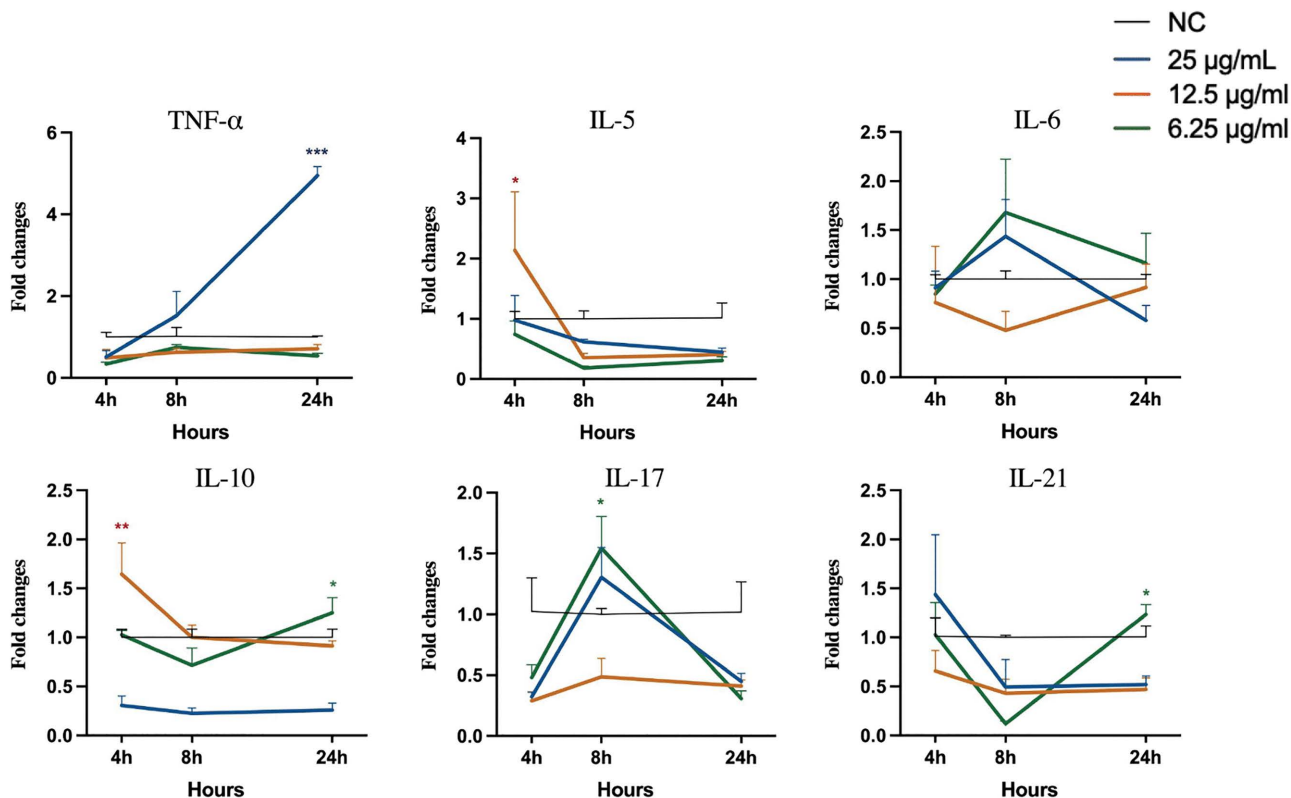 NC
25 µg/mL
12.5 µg/ml
6.25 µg/ml
TNF-α
Fold changes
6
4
2
0
***
4h 8h 24h
Hours
IL-5
Fold changes
4
3
2
1
0
*
4h 8h 24h
Hours
IL-6
Fold changes
2.5
2.0
1.5
1.0
0.5
0.0
4h 8h 24h
Hours
IL-10
Fold changes
2.5
2.0
1.5
1.0
0.5
0.0
**
*
4h 8h 24h
Hours
IL-17
Fold changes
2.0
1.5
1.0
0.5
0.0
*
4h 8h 24h
Hours
IL-21
Fold changes
2.5
2.0
1.5
1.0
0.5
0.0
*
4h 8h 24h
Hours